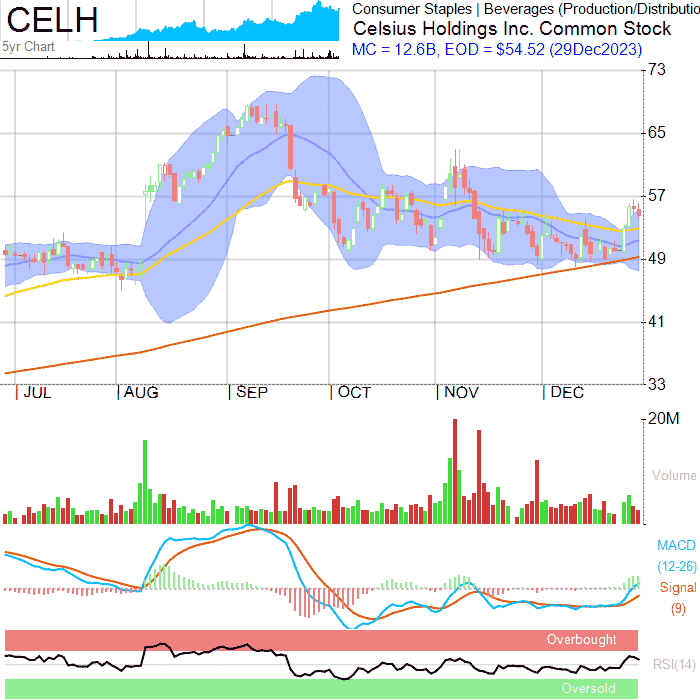 CELH
5yr Chart
Consumer Staples | Beverages (Production/Distributio
Celsius Holdings Inc. Common Stock
MC = 12.6B, EOD = $54.52 (29Dec2023)
73
65
57
49
41
33
JUL AUG SEP OCT NOV DEC
20M
Volume
MACD
(12-26)
Signal
(9)
Overbought
RSI(14)
Oversold